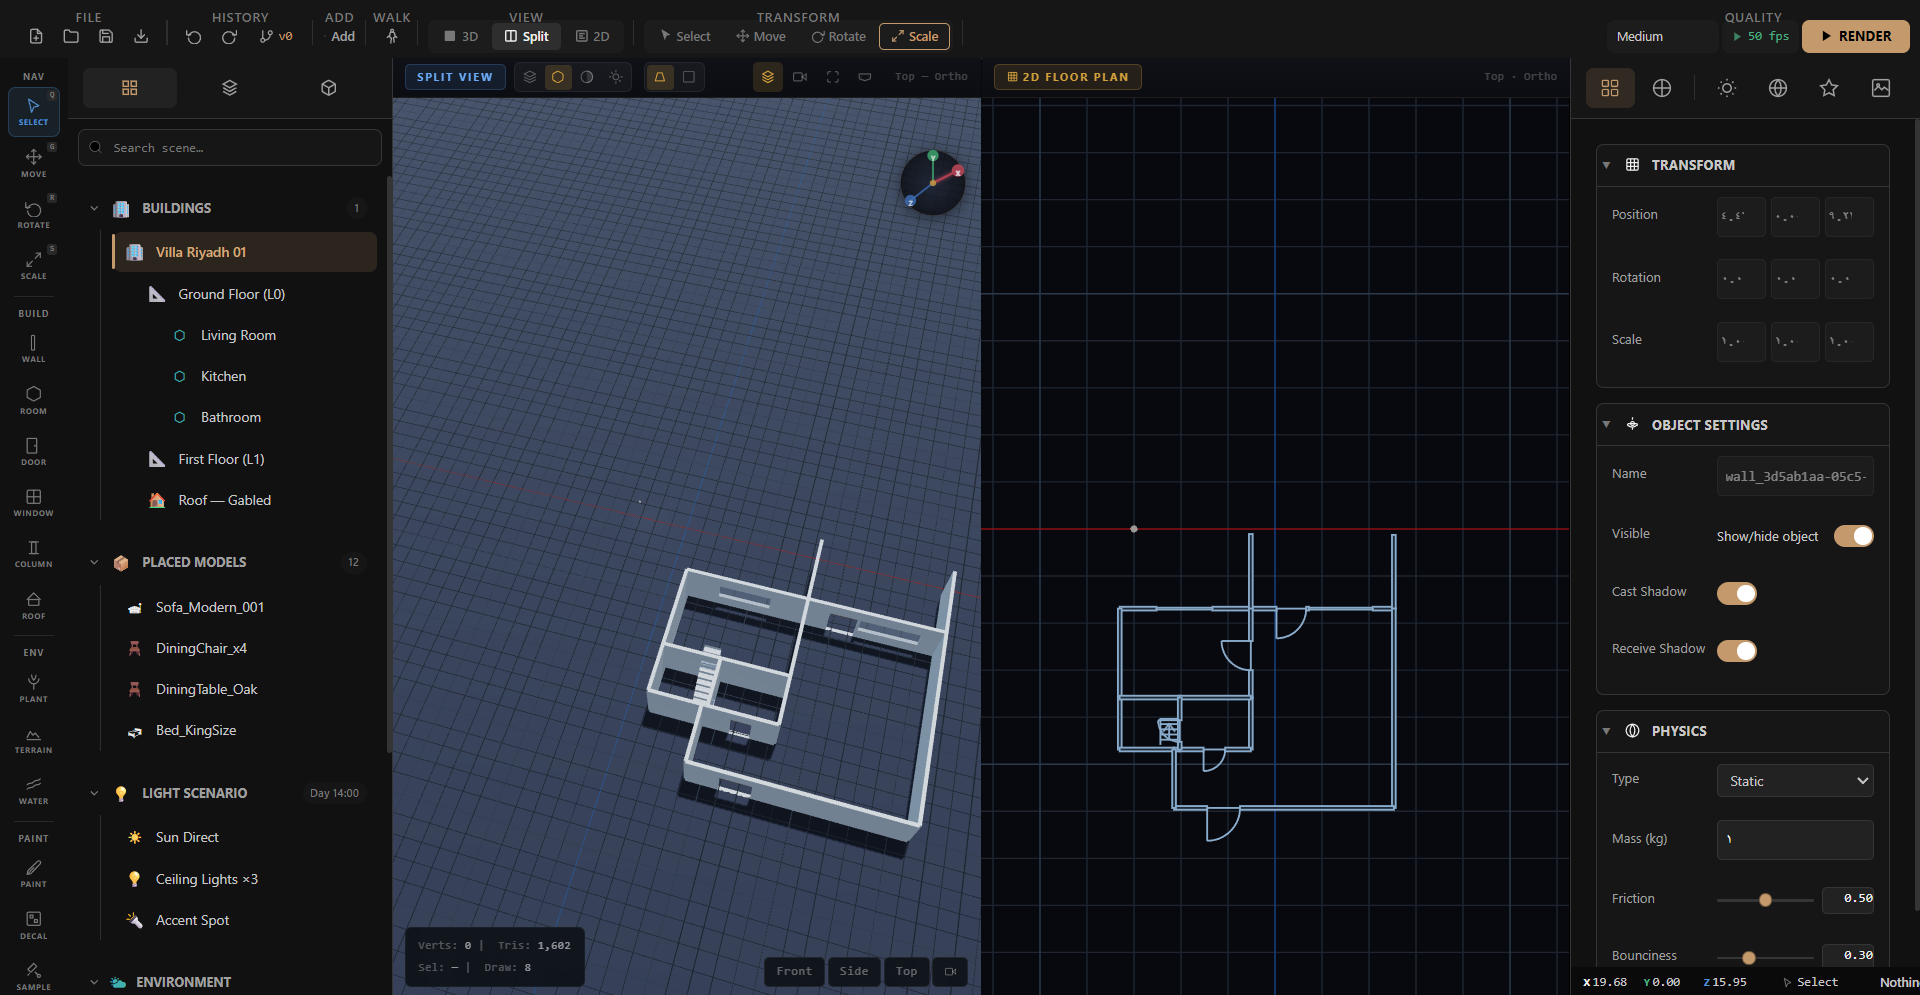 FILE
HISTORY
ADD
WALK
VIEW
TRANSFORM
QUALITY
v0
Add
3D
Split
2D
Select
Move
Rotate
Scale
Medium
50 fps
RENDER
NAV
Q
SELECT
G
MOVE
R
ROTATE
S
SCALE
BUILD
WALL
ROOM
DOOR
WINDOW
COLUMN
ROOF
ENV
PLANT
TERRAIN
WATER
PAINT
PAINT
DECAL
SAMPLE
Search scene…
BUILDINGS 1
Villa Riyadh 01
Ground Floor (L0)
Living Room
Kitchen
Bathroom
First Floor (L1)
Roof — Gabled
PLACED MODELS 12
Sofa_Modern_001
DiningChair_x4
DiningTable_Oak
Bed_KingSize
LIGHT SCENARIO Day 14:00
Sun Direct
Ceiling Lights ×3
Accent Spot
ENVIRONMENT
SPLIT VIEW
Top — Ortho
Y
X
Z
Verts: 0 | Tris: 1,602
Sel: — | Draw: 8
Front
Side
Top
2D FLOOR PLAN
Top · Ortho
TRANSFORM
Position
Rotation
Scale
OBJECT SETTINGS
Name wall_3d5ab1aa-05c5-
Visible Show/hide object
Cast Shadow
Receive Shadow
PHYSICS
Type Static
Mass (kg) ١
Friction 0.50
Bounciness 0.30
X 19.68 Y 0.00 Z 15.95 Select Nothin